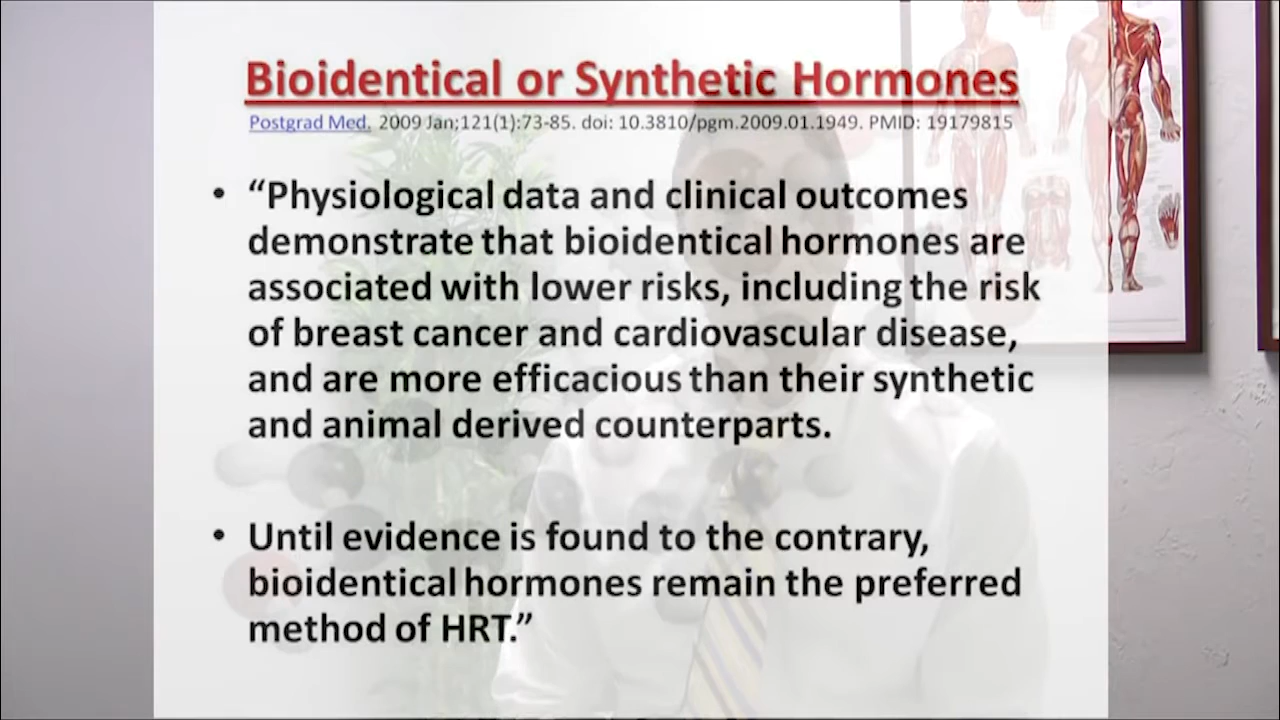 Bioidentical or Synthetic Hormones
Postgrad Med. 2009 Jan;121(1):73-85. doi: 10.3810/pgm.2009.01.1949. PMID: 19179815
• “Physiological data and clinical outcomes
demonstrate that bioidentical hormones are
associated with lower risks, including the risk
of breast cancer and cardiovascular disease,
and are more efficacious than their synthetic
and animal derived counterparts.
• Until evidence is found to the contrary,
bioidentical hormones remain the preferred
method of HRT.”